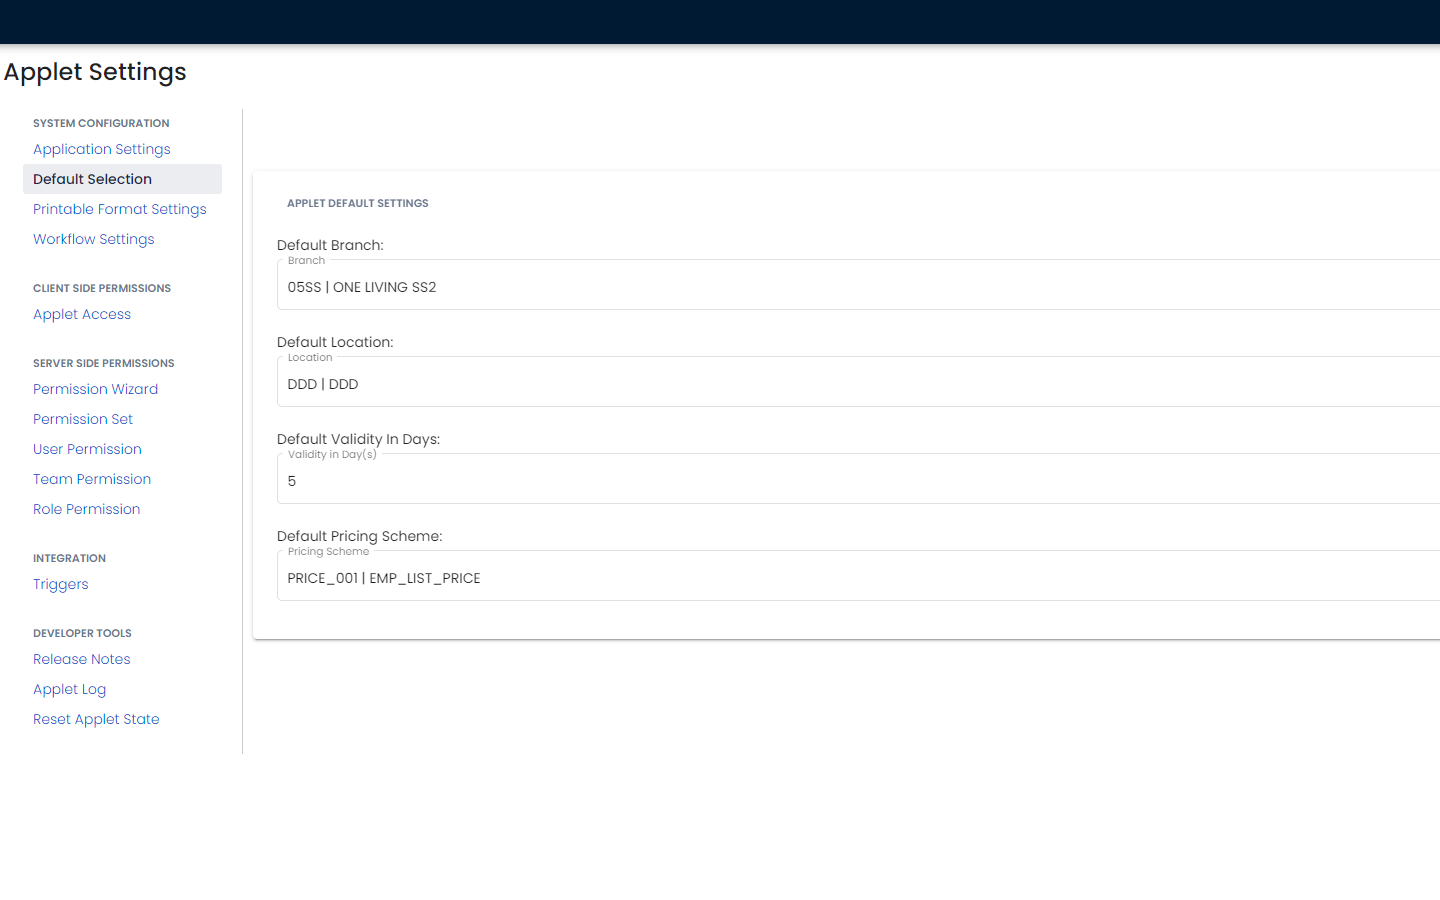 Applet Settings
SYSTEM CONFIGURATION
Application Settings
Default Selection
Printable Format Settings
Workflow Settings
CLIENT SIDE PERMISSIONS
Applet Access
SERVER SIDE PERMISSIONS
Permission Wizard
Permission Set
User Permission
Team Permission
Role Permission
INTEGRATION
Triggers
DEVELOPER TOOLS
Release Notes
Applet Log
Reset Applet State
APPLET DEFAULT SETTINGS
Default Branch:
Branch
05SS | ONE LIVING SS2
Default Location:
Location
DDD | DDD
Default Validity In Days:
Validity in Day(s)
5
Default Pricing Scheme:
Pricing Scheme
PRICE_001 | EMP_LIST_PRICE